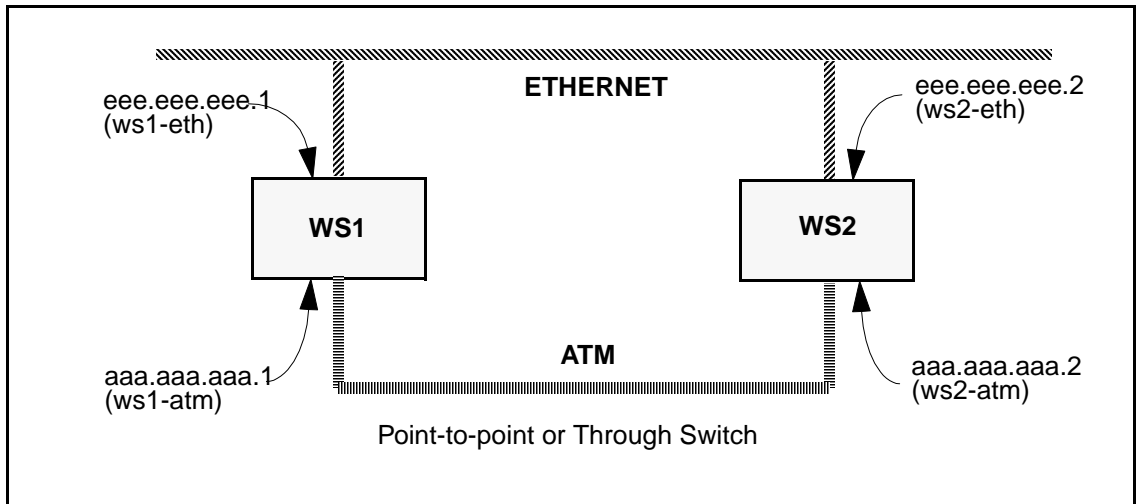 ETHERNET
eee.eee.eee.1
(ws1-eth)
eee.eee.eee.2
(ws2-eth)
WS1
WS2
ATM
aaa.aaa.aaa.1
(ws1-atm)
aaa.aaa.aaa.2
(ws2-atm)
Point-to-point or Through Switch